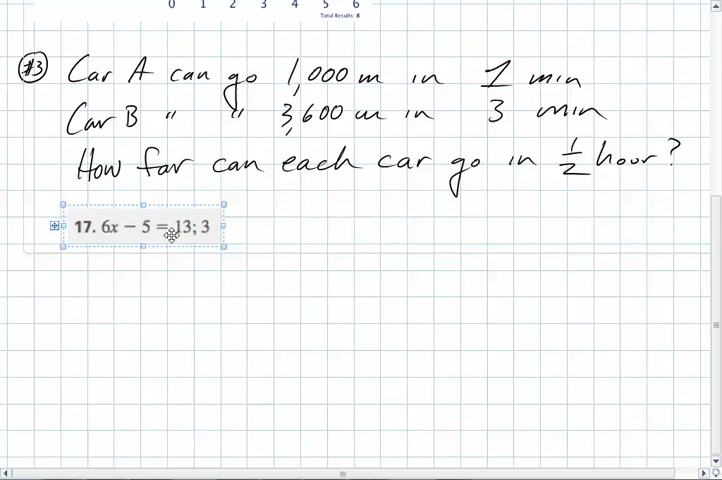 0 1 2 3 4 5 6
Total Results: 8
#3 Car A can go 1,000 m in 1 min
Car B " " 3,600 m in 3 min
How far can each car go in 1/2 hour?
17. 6x − 5 = 13; 3